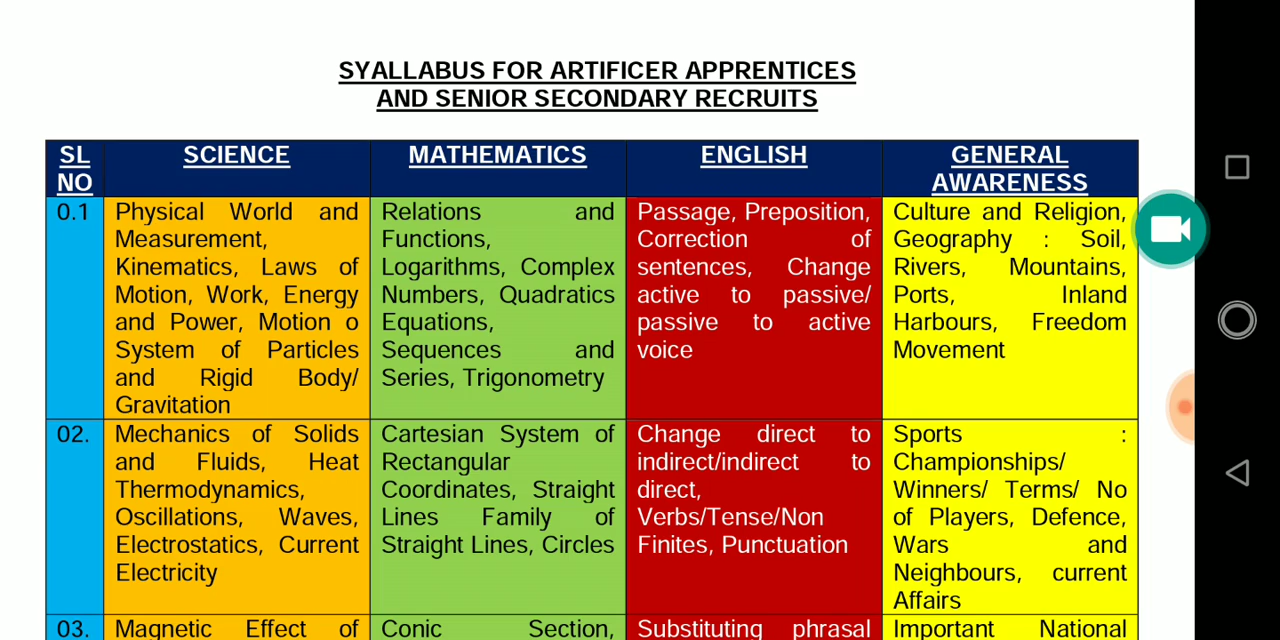 SYALLABUS FOR ARTIFICER APPRENTICES
AND SENIOR SECONDARY RECRUITS
SL NO
SCIENCE
MATHEMATICS
ENGLISH
GENERAL AWARENESS
0.1
Physical World and
Measurement,
Kinematics, Laws of
Motion, Work, Energy
and Power, Motion o
System of Particles
and Rigid Body/
Gravitation
Relations and
Functions,
Logarithms, Complex
Numbers, Quadratics
Equations,
Sequences and
Series, Trigonometry
Passage, Preposition,
Correction of
sentences, Change
active to passive/
passive to active
voice
Culture and Religion,
Geography : Soil,
Rivers, Mountains,
Ports, Inland
Harbours, Freedom
Movement
02.
Mechanics of Solids
and Fluids, Heat
Thermodynamics,
Oscillations, Waves,
Electrostatics, Current
Electricity
Cartesian System of
Rectangular
Coordinates, Straight
Lines Family of
Straight Lines, Circles
Change direct to
indirect/indirect to
direct,
Verbs/Tense/Non
Finites, Punctuation
Sports :
Championships/
Winners/ Terms/ No
of Players, Defence,
Wars and
Neighbours, current
Affairs
03.
Magnetic Effect of
Conic Section,
Substituting phrasal
Important National